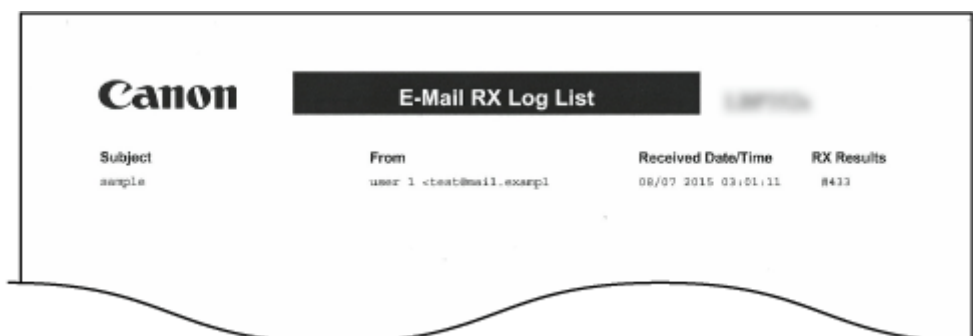 Canon E-Mail RX Log List
Subject From Received Date/Time RX Results
sample user 1 <test@mail.exampl 08/07 2015 03:01:11 #433